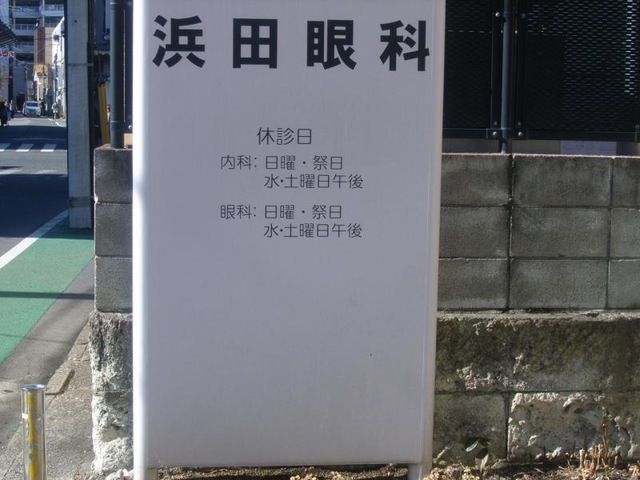 浜田眼科
休診日
内科: 日曜・祭日
水・土曜日午後
眼科: 日曜・祭日
水・土曜日午後